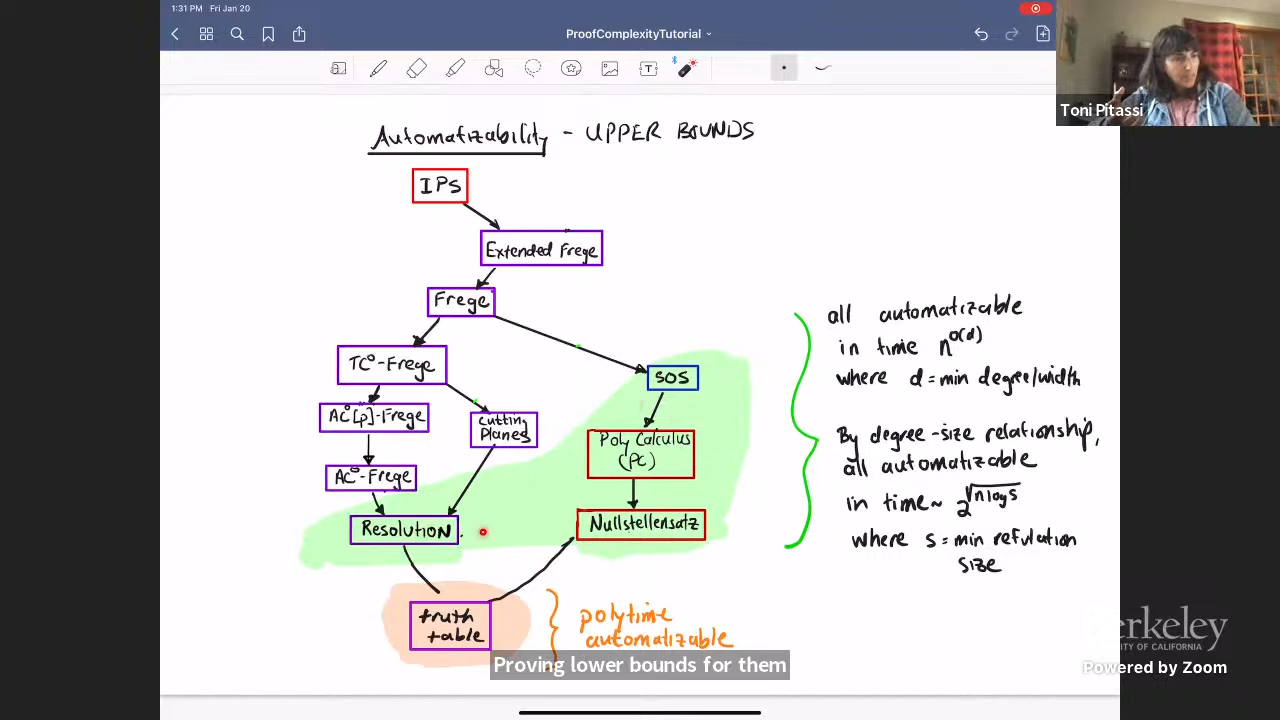 1:31 PM Fri Jan 20
ProofComplexityTutorial
Toni Pitassi
Automatizability - UPPER BOUNDS
IPS
Extended Frege
Frege
TC⁰-Frege
SOS
AC⁰[p]-Frege
Cutting
Planes
Poly Calculus
(PC)
AC⁰-Frege
Resolution.
Nullstellensatz
truth
table
polytime
automatizable
all automatizable
in time n^O(d)
where d = min degree/width
By degree-size relationship,
all automatizable
in time ~ 2^√(n log s)
where s = min refutation
size
Proving lower bounds for them
Berkeley
UNIVERSITY OF CALIFORNIA
Powered by Zoom